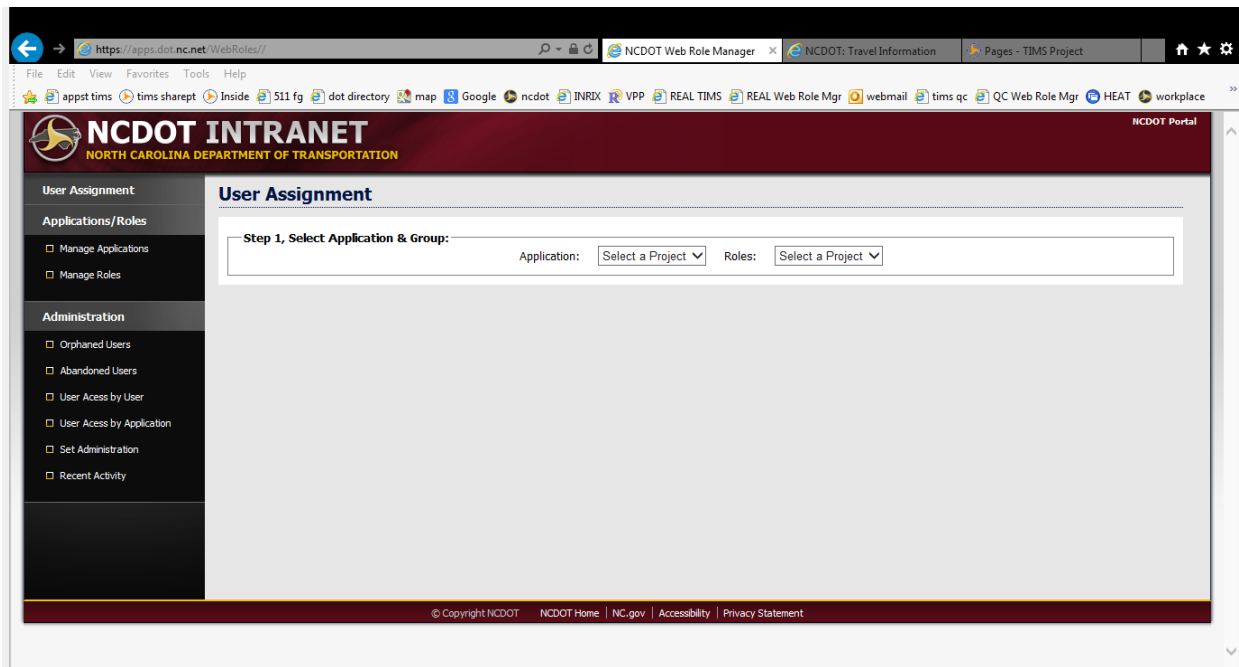 https://apps.dot.nc.net/WebRoles//
NCDOT Web Role Manager
NCDOT: Travel Information
Pages - TIMS Project
File Edit View Favorites Tools Help
appst tims tims sharept Inside 511 fg dot directory map Google ncdot INRIX VPP REAL TIMS REAL Web Role Mgr webmail tims qc QC Web Role Mgr HEAT workplace
NCDOT INTRANET
NORTH CAROLINA DEPARTMENT OF TRANSPORTATION
NCDOT Portal
User Assignment
Applications/Roles
Manage Applications
Manage Roles
Administration
Orphaned Users
Abandoned Users
User Acess by User
User Acess by Application
Set Administration
Recent Activity
User Assignment
Step 1, Select Application & Group:
Application: Select a Project Roles: Select a Project
© Copyright NCDOT NCDOT Home | NC.gov | Accessibility | Privacy Statement